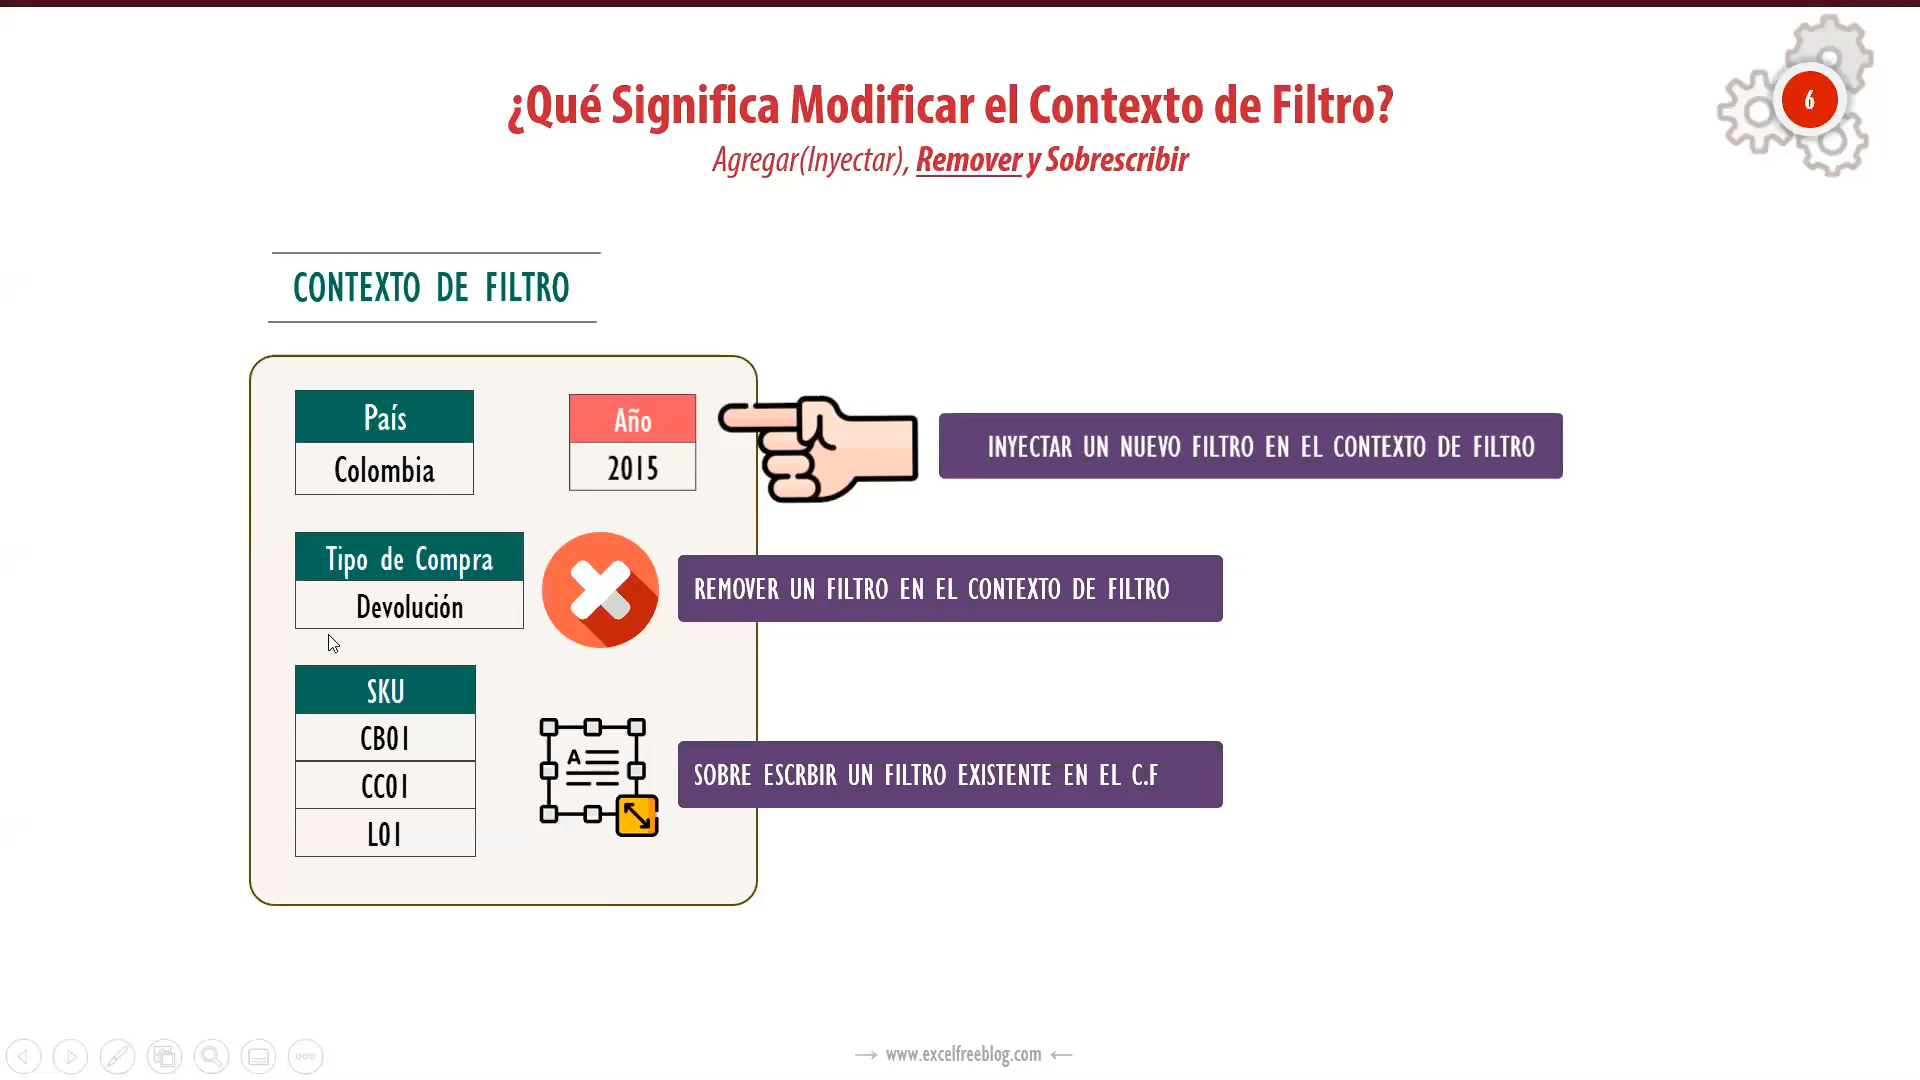 ¿Qué Significa Modificar el Contexto de Filtro?
Agregar(Inyectar), Remover y Sobrescribir
6
CONTEXTO DE FILTRO
País
Colombia
Año
2015
INYECTAR UN NUEVO FILTRO EN EL CONTEXTO DE FILTRO
Tipo de Compra
Devolución
REMOVER UN FILTRO EN EL CONTEXTO DE FILTRO
SKU
CB01
CC01
L01
A
SOBRE ESCRBIR UN FILTRO EXISTENTE EN EL C.F
www.excelfreeblog.com